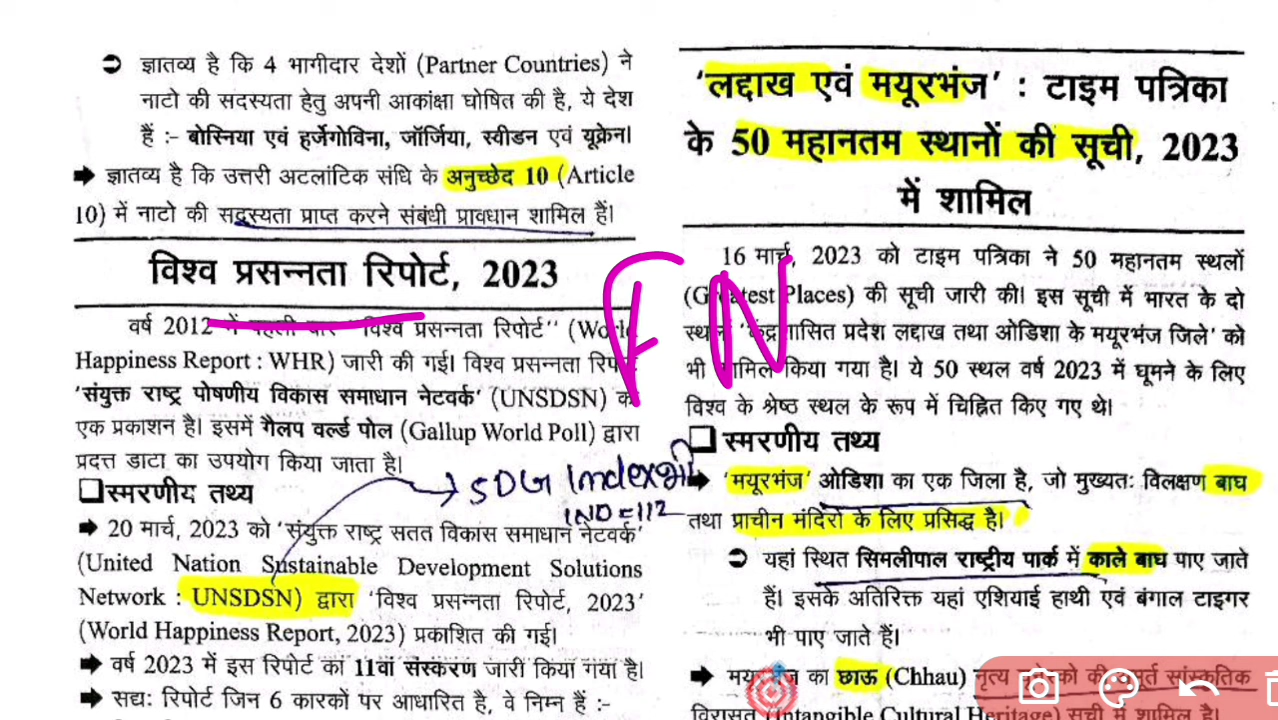 ➲ ज्ञातव्य है कि 4 भागीदार देशों (Partner Countries) ने
नाटो की सदस्यता हेतु अपनी आकांक्षा घोषित की है, ये देश
हैं :- बोस्निया एवं हर्जेगोविना, जॉर्जिया, स्वीडन एवं यूक्रेन।
➡ ज्ञातव्य है कि उत्तरी अटलांटिक संधि के अनुच्छेद 10 (Article
10) में नाटो की सदस्यता प्राप्त करने संबंधी प्रावधान शामिल हैं।
विश्व प्रसन्नता रिपोर्ट, 2023
वर्ष 2012 में पहली बार ''विश्व प्रसन्नता रिपोर्ट'' (World
Happiness Report : WHR) जारी की गई। विश्व प्रसन्नता रिपोर्ट
'संयुक्त राष्ट्र पोषणीय विकास समाधान नेटवर्क' (UNSDSN) का
एक प्रकाशन है। इसमें गैलप वर्ल्ड पोल (Gallup World Poll) द्वारा
प्रदत्त डाटा का उपयोग किया जाता है।
SDG Index भी
IND = 112
❑स्मरणीय तथ्य
➡ 20 मार्च, 2023 को 'संयुक्त राष्ट्र सतत विकास समाधान नेटवर्क'
(United Nation Sustainable Development Solutions
Network : UNSDSN) द्वारा 'विश्व प्रसन्नता रिपोर्ट, 2023'
(World Happiness Report, 2023) प्रकाशित की गई।
➡ वर्ष 2023 में इस रिपोर्ट का 11वां संस्करण जारी किया गया है।
➡ सद्य: रिपोर्ट जिन 6 कारकों पर आधारित है, वे निम्न हैं :-
FN
'लद्दाख एवं मयूरभंज' : टाइम पत्रिका
के 50 महानतम स्थानों की सूची, 2023
में शामिल
16 मार्च, 2023 को टाइम पत्रिका ने 50 महानतम स्थलों
(Greatest Places) की सूची जारी की। इस सूची में भारत के दो
स्थलों 'केंद्रशासित प्रदेश लद्दाख तथा ओडिशा के मयूरभंज जिले' को
भी शामिल किया गया है। ये 50 स्थल वर्ष 2023 में घूमने के लिए
विश्व के श्रेष्ठ स्थल के रूप में चिह्नित किए गए थे।
❑स्मरणीय तथ्य
➡ 'मयूरभंज' ओडिशा का एक जिला है, जो मुख्यतः विलक्षण बाघ
तथा प्राचीन मंदिरों के लिए प्रसिद्ध है।
➲ यहां स्थित सिमलीपाल राष्ट्रीय पार्क में काले बाघ पाए जाते
हैं। इसके अतिरिक्त यहां एशियाई हाथी एवं बंगाल टाइगर
भी पाए जाते हैं।
➡ मयूरभंज का छाऊ (Chhau) नृत्य यूनेस्को की अमूर्त सांस्कृतिक
विरासत (Intangible Cultural Heritage) सूची में शामिल है।